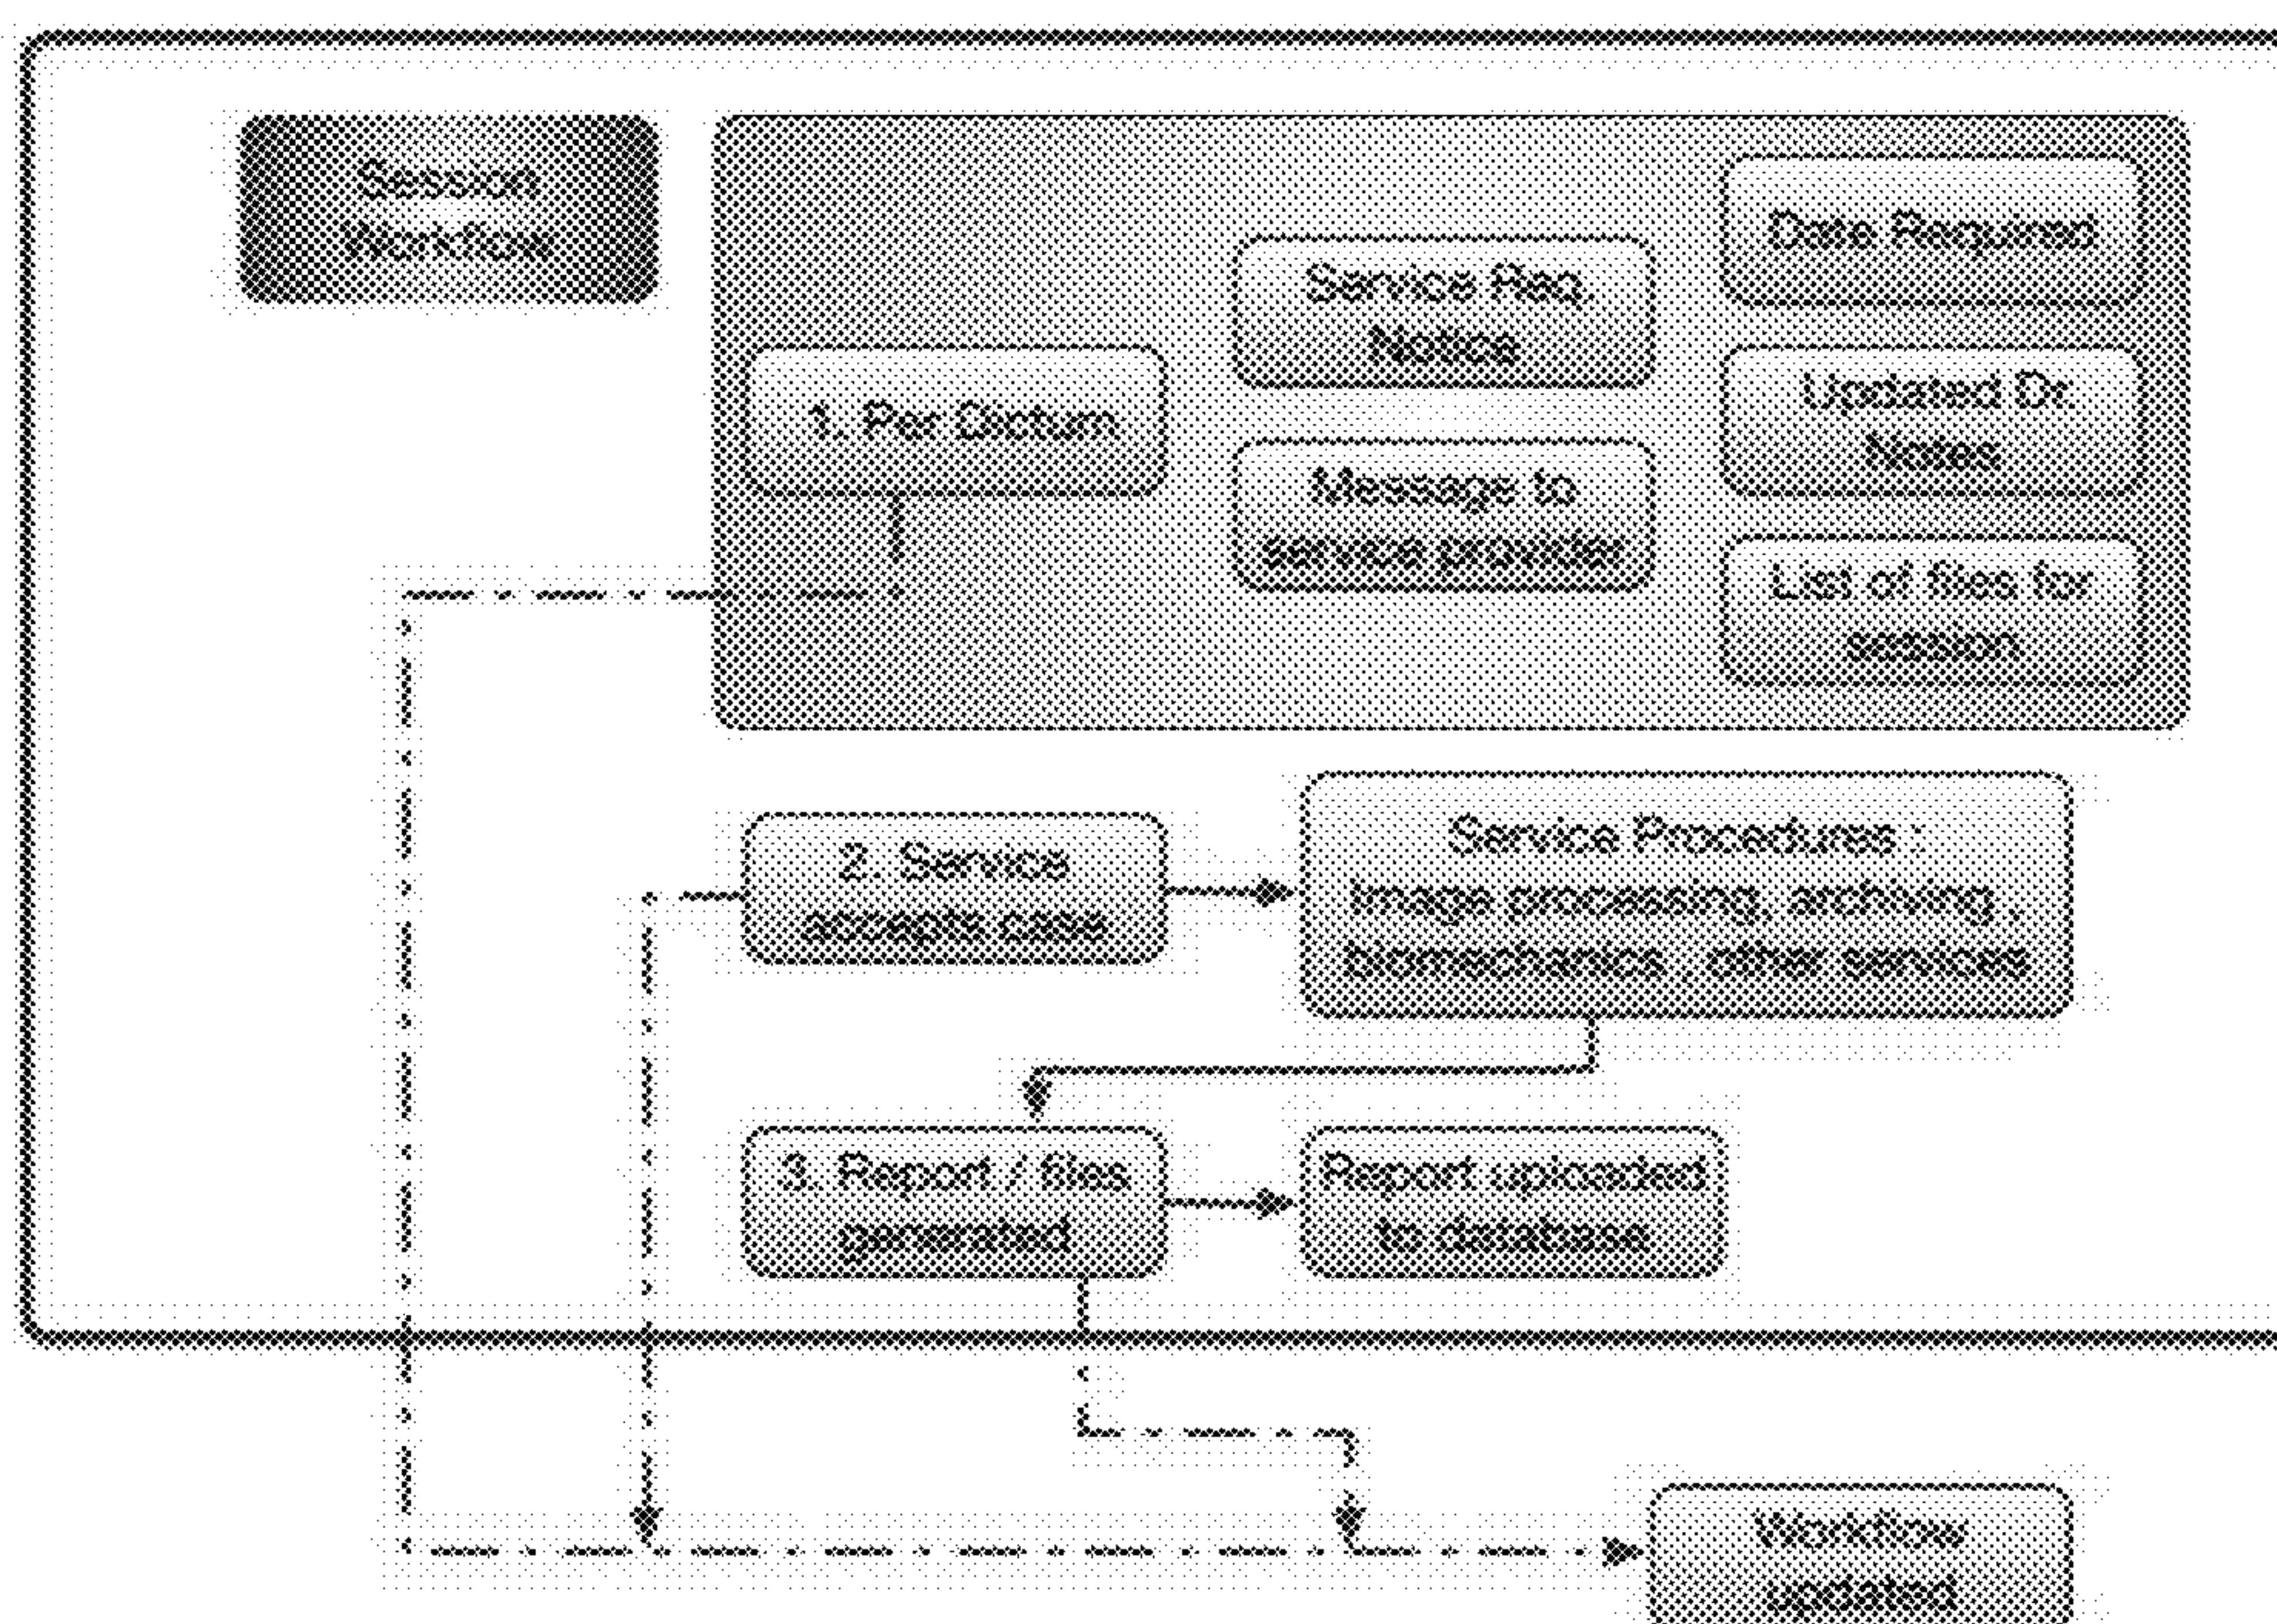 Session
Workflow
1. Per Dictum
Service Req.
Notice
Message to
service provider
Date Required
Updated Dr
Notes
List of files for
session
2. Service
accepts case
Service Procedures :
Image processing, archiving ,
biomechanics , other services
3. Report / files
generated
Report uploaded
to database
Workflow
updated